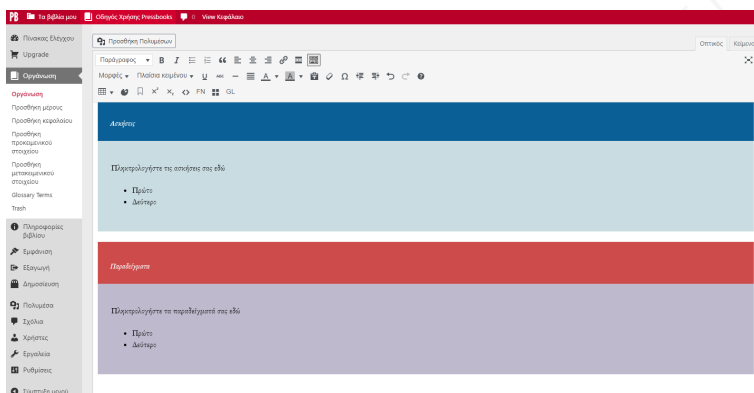 Τα βιβλία μου Οδηγός Χρήσης Pressbooks 0 View Κεφάλαιο
Πίνακας Ελέγχου
Upgrade
Οργάνωση
Οργάνωση
Προσθήκη μέρους
Προσθήκη κεφαλαίου
Προσθήκη
προκειμενικού
στοιχείου
Προσθήκη
μετακειμενικού
στοιχείου
Glossary Terms
Trash
Πληροφορίες
βιβλίου
Εμφάνιση
Εξαγωγή
Δημοσίευση
Πολυμέσα
Σχόλια
Χρήστες
Εργαλεία
Ρυθμίσεις
Σύμπτυξη μενού
Προσθήκη Πολυμέσων
Οπτικός Κείμενο
Παράγραφος
Μορφές Πλαίσια κειμένου
FN GL
Ασκήσεις
Πληκτρολογήστε τις ασκήσεις σας εδώ
Πρώτο
Δεύτερο
Παραδείγματα
Πληκτρολογήστε τα παραδείγματά σας εδώ
Πρώτο
Δεύτερο